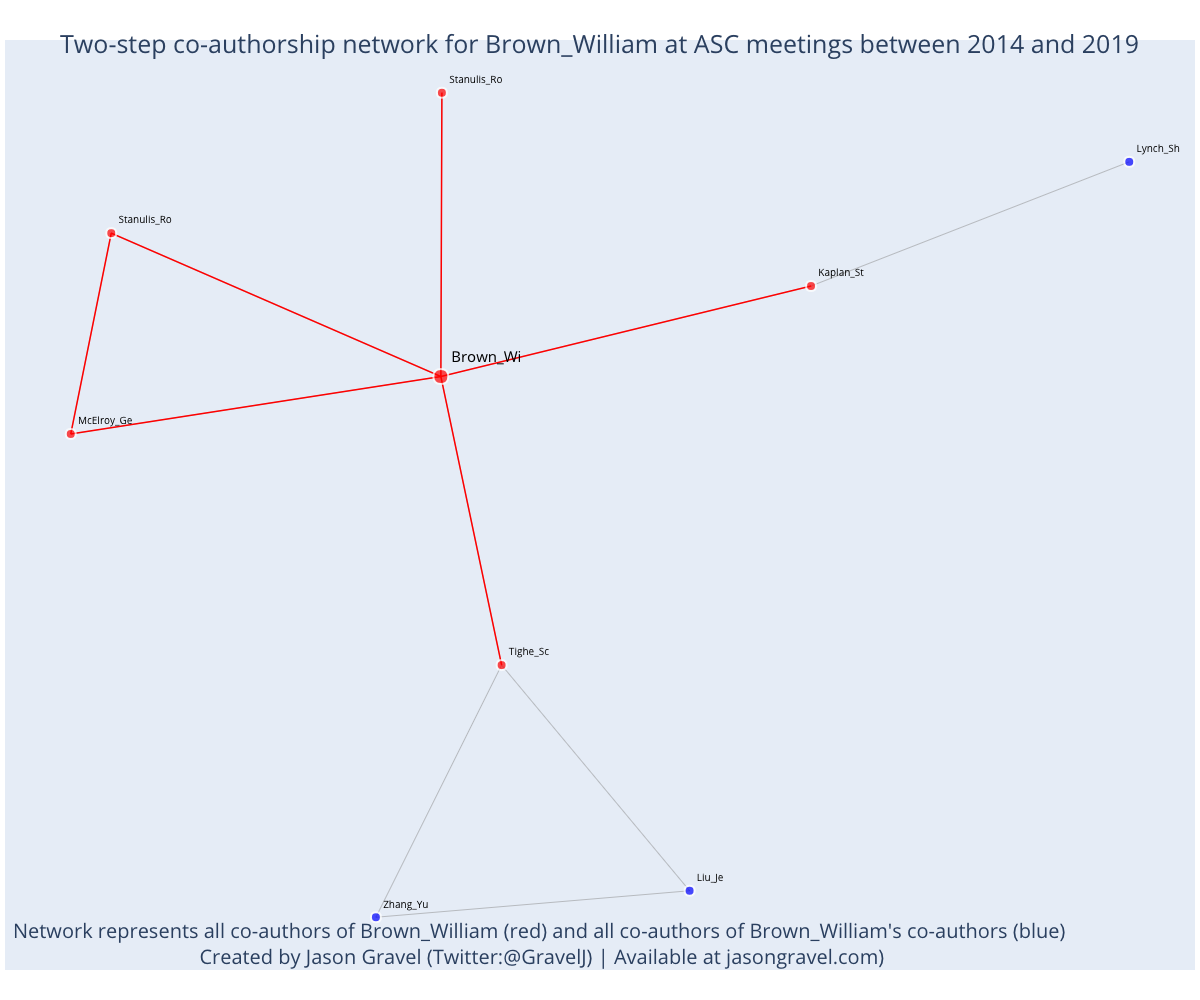 Two-step co-authorship network for Brown_William at ASC meetings between 2014 and 2019
Stanulis_Ro
Lynch_Sh
Stanulis_Ro
Kaplan_St
Brown_Wi
McElroy_Ge
Tighe_Sc
Liu_Je
Zhang_Yu
Network represents all co-authors of Brown_William (red) and all co-authors of Brown_William's co-authors (blue)
Created by Jason Gravel (Twitter:@GravelJ) | Available at jasongravel.com)